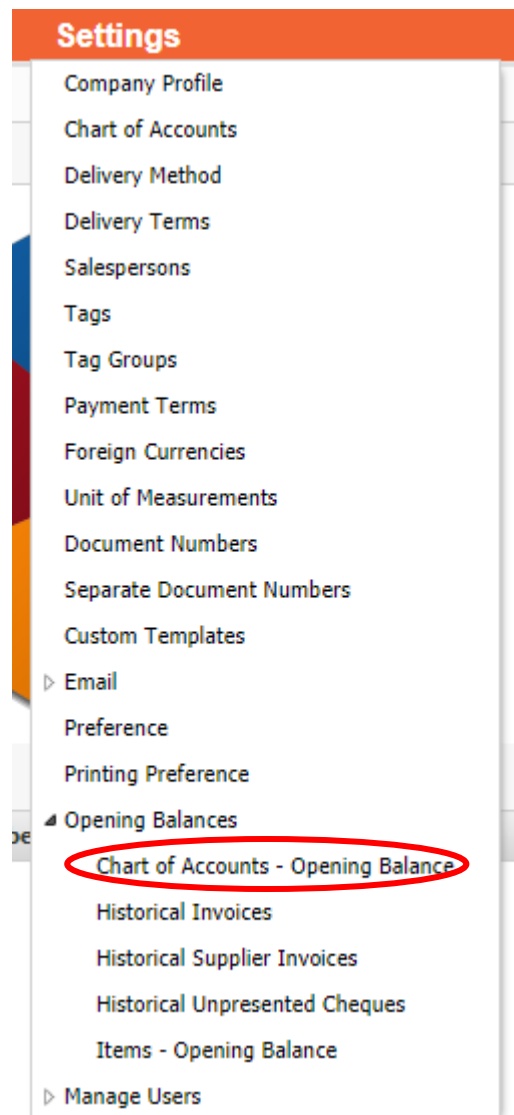 Settings
Company Profile
Chart of Accounts
Delivery Method
Delivery Terms
Salespersons
Tags
Tag Groups
Payment Terms
Foreign Currencies
Unit of Measurements
Document Numbers
Separate Document Numbers
Custom Templates
Email
Preference
Printing Preference
Opening Balances
Chart of Accounts - Opening Balance
Historical Invoices
Historical Supplier Invoices
Historical Unpresented Cheques
Items - Opening Balance
Manage Users